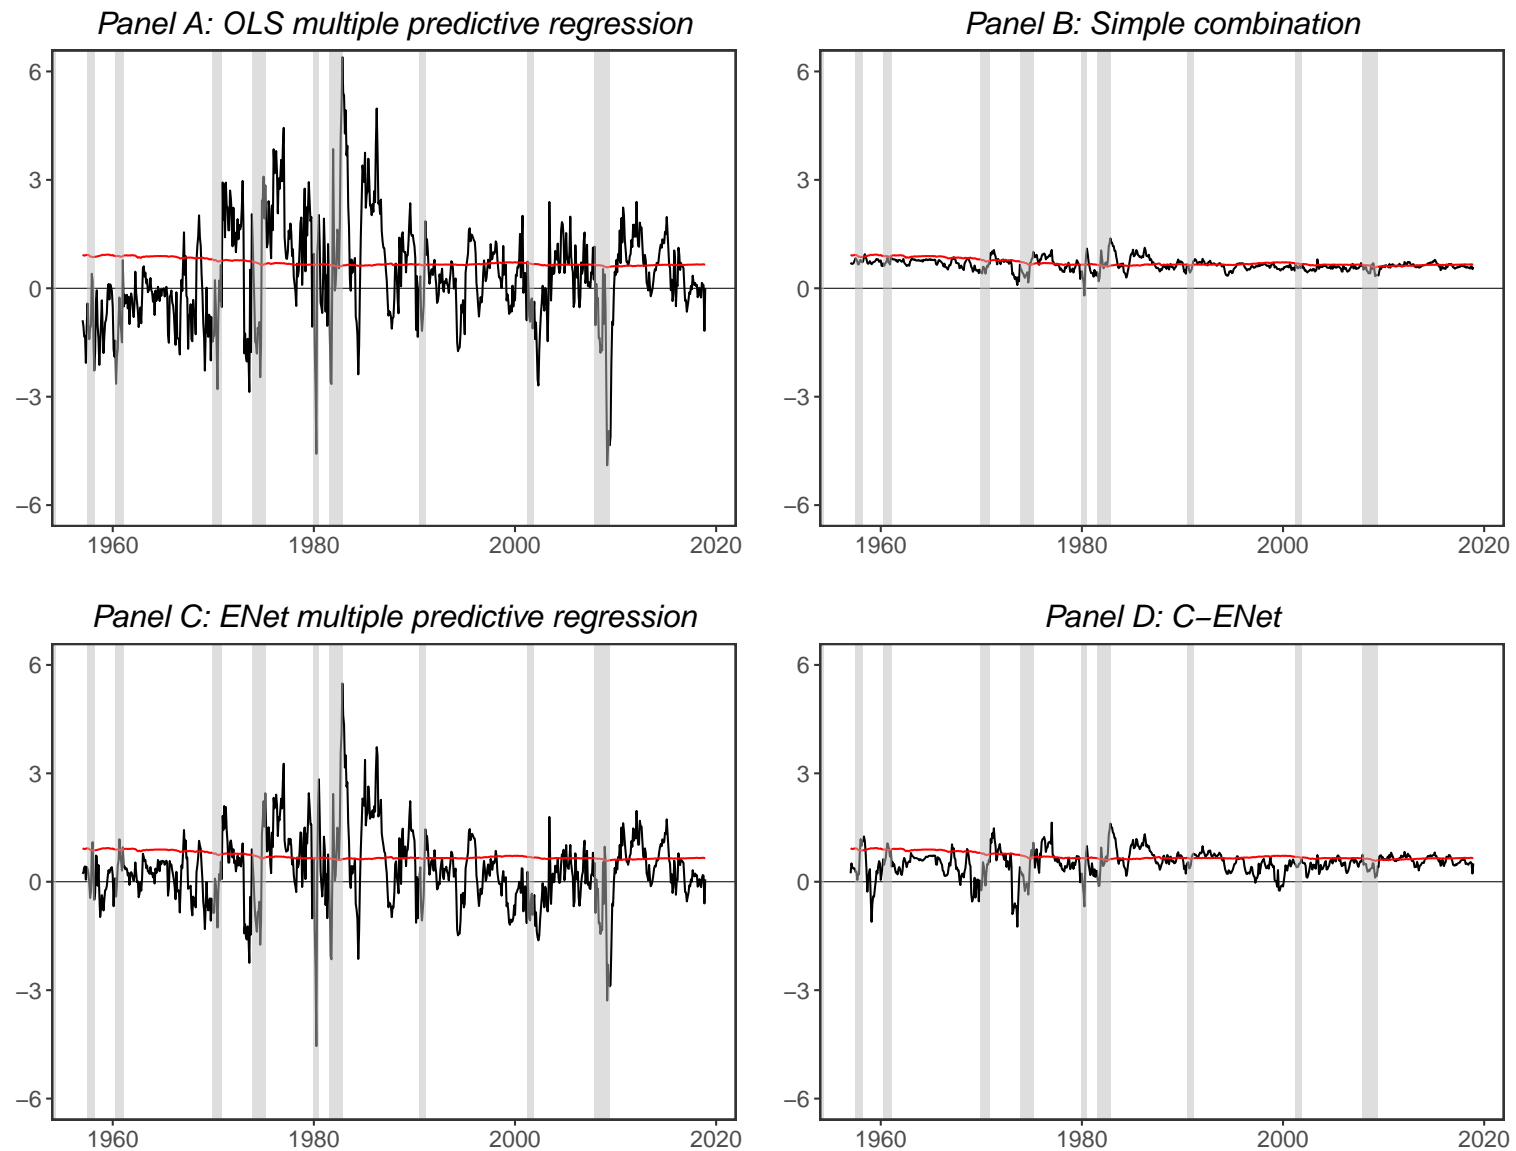 Panel A: OLS multiple predictive regression
6
3
0
−3
−6
1960 1980 2000 2020
Panel B: Simple combination
6
3
0
−3
−6
1960 1980 2000 2020
Panel C: ENet multiple predictive regression
6
3
0
−3
−6
1960 1980 2000 2020
Panel D: C−ENet
6
3
0
−3
−6
1960 1980 2000 2020